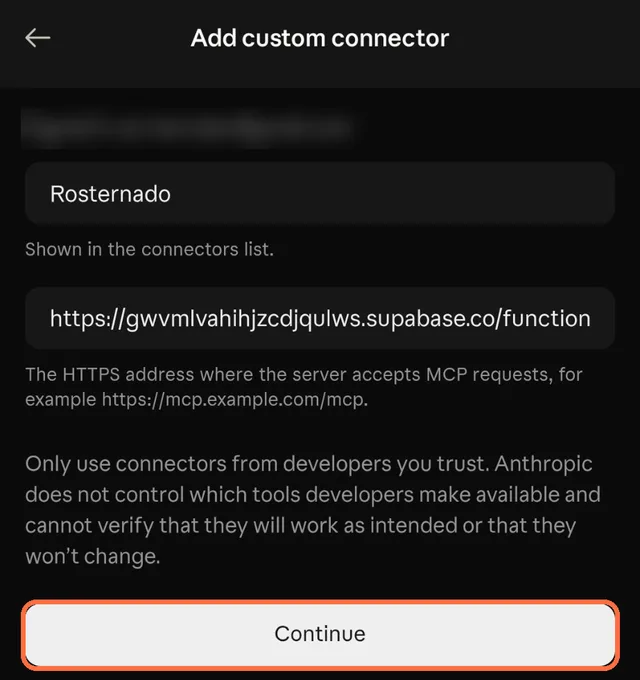 Add custom connector
Rosternado
Shown in the connectors list.
https://gwvmlvahihjzcdjqulws.supabase.co/function
The HTTPS address where the server accepts MCP requests, for
example https://mcp.example.com/mcp.
Only use connectors from developers you trust. Anthropic
does not control which tools developers make available and
cannot verify that they will work as intended or that they
won’t change.
Continue